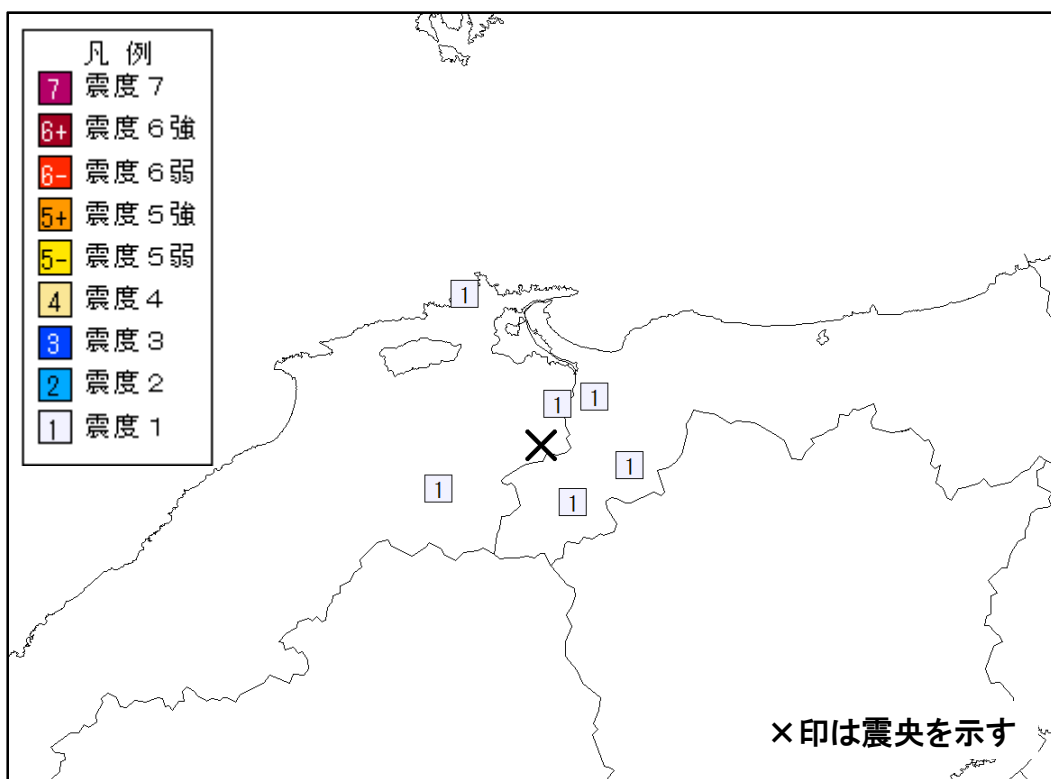 凡 例
7 震度７
6+ 震度６強
6- 震度６弱
5+ 震度５強
5- 震度５弱
4 震度４
3 震度３
2 震度２
1 震度１
1
1
1
1
1
1
×印は震央を示す